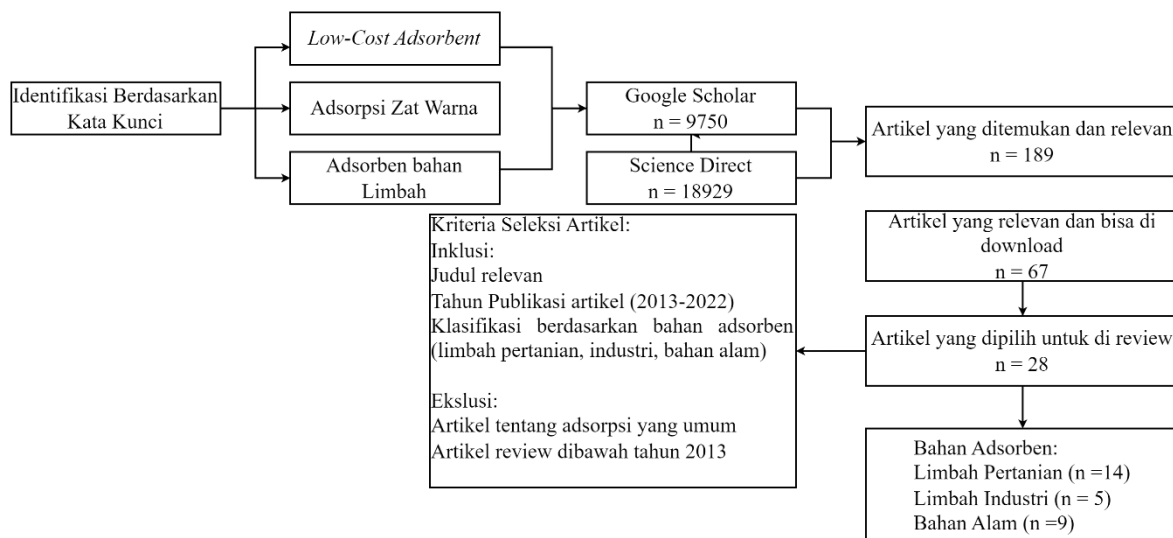 Identifikasi Berdasarkan
Kata Kunci
Low-Cost Adsorbent
Adsorpsi Zat Warna
Adsorben bahan
Limbah
Google Scholar
n = 9750
Science Direct
n = 18929
Artikel yang ditemukan dan relevan
n = 189
Artikel yang relevan dan bisa di
download
n = 67
Artikel yang dipilih untuk di review
n = 28
Kriteria Seleksi Artikel:
Inklusi:
Judul relevan
Tahun Publikasi artikel (2013-2022)
Klasifikasi berdasarkan bahan adsorben
(limbah pertanian, industri, bahan alam)
Ekslusi:
Artikel tentang adsorpsi yang umum
Artikel review dibawah tahun 2013
Bahan Adsorben:
Limbah Pertanian (n =14)
Limbah Industri (n = 5)
Bahan Alam (n =9)